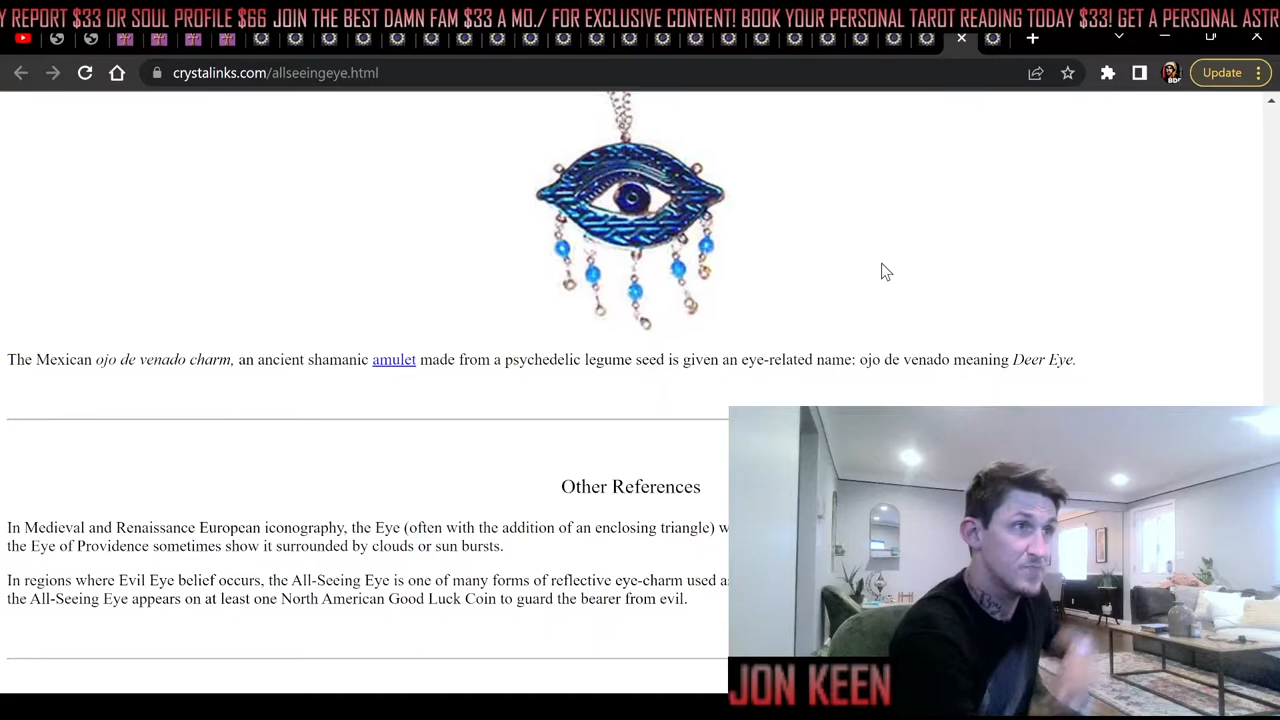 Y REPORT $33 OR SOUL PROFILE $66 JOIN THE BEST DAMN FAM $33 A MO./ FOR EXCLUSIVE CONTENT! BOOK YOUR PERSONAL TAROT READING TODAY $33! GET A PERSONAL ASTR
crystalinks.com/allseeingeye.html
Update
The Mexican ojo de venado charm, an ancient shamanic amulet made from a psychedelic legume seed is given an eye-related name: ojo de venado meaning Deer Eye.
Other References
In Medieval and Renaissance European iconography, the Eye (often with the addition of an enclosing triangle) w
the Eye of Providence sometimes show it surrounded by clouds or sun bursts.
In regions where Evil Eye belief occurs, the All-Seeing Eye is one of many forms of reflective eye-charm used as
the All-Seeing Eye appears on at least one North American Good Luck Coin to guard the bearer from evil.
JON KEEN